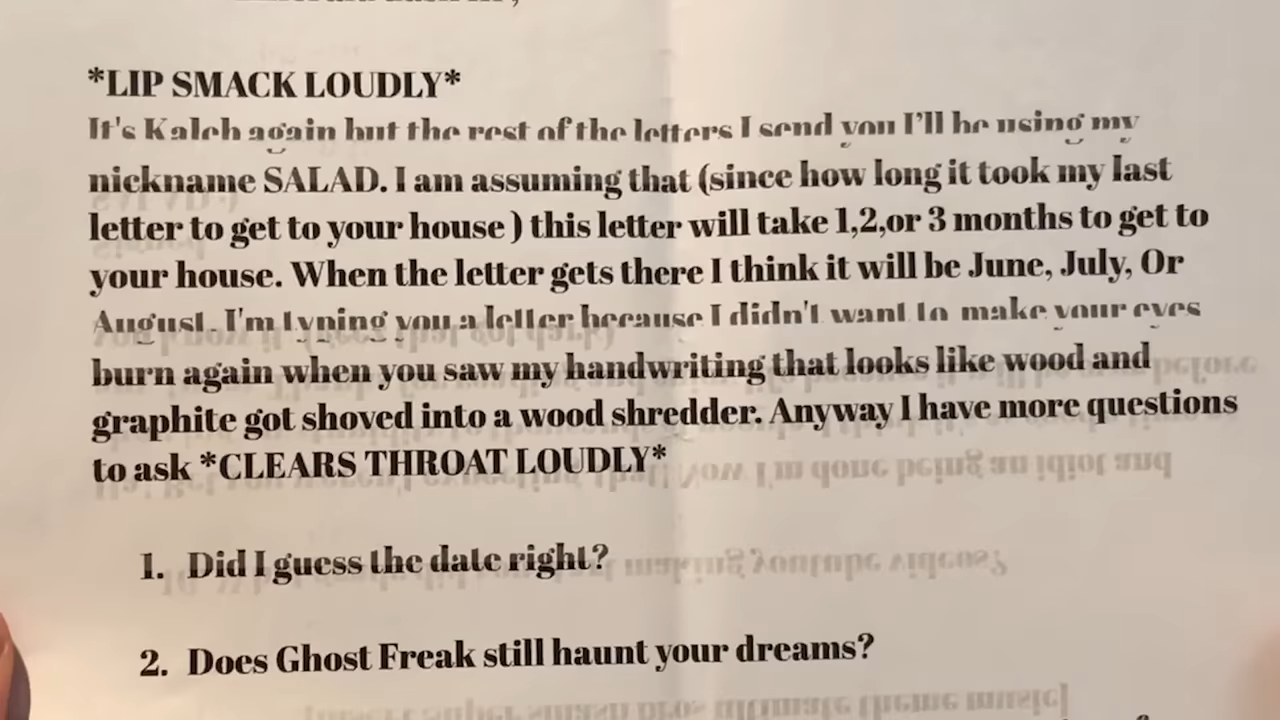 *LIP SMACK LOUDLY*
It's Kaleb again but the rest of the letters I send you I'll be using my
nickname SALAD. I am assuming that (since how long it took my last
letter to get to your house ) this letter will take 1,2,or 3 months to get to
your house. When the letter gets there I think it will be June, July, Or
August. I'm typing you a letter because I didn't want to make your eyes
burn again when you saw my handwriting that looks like wood and
graphite got shoved into a wood shredder. Anyway I have more questions
to ask *CLEARS THROAT LOUDLY*
1. Did I guess the date right?
2. Does Ghost Freak still haunt your dreams?